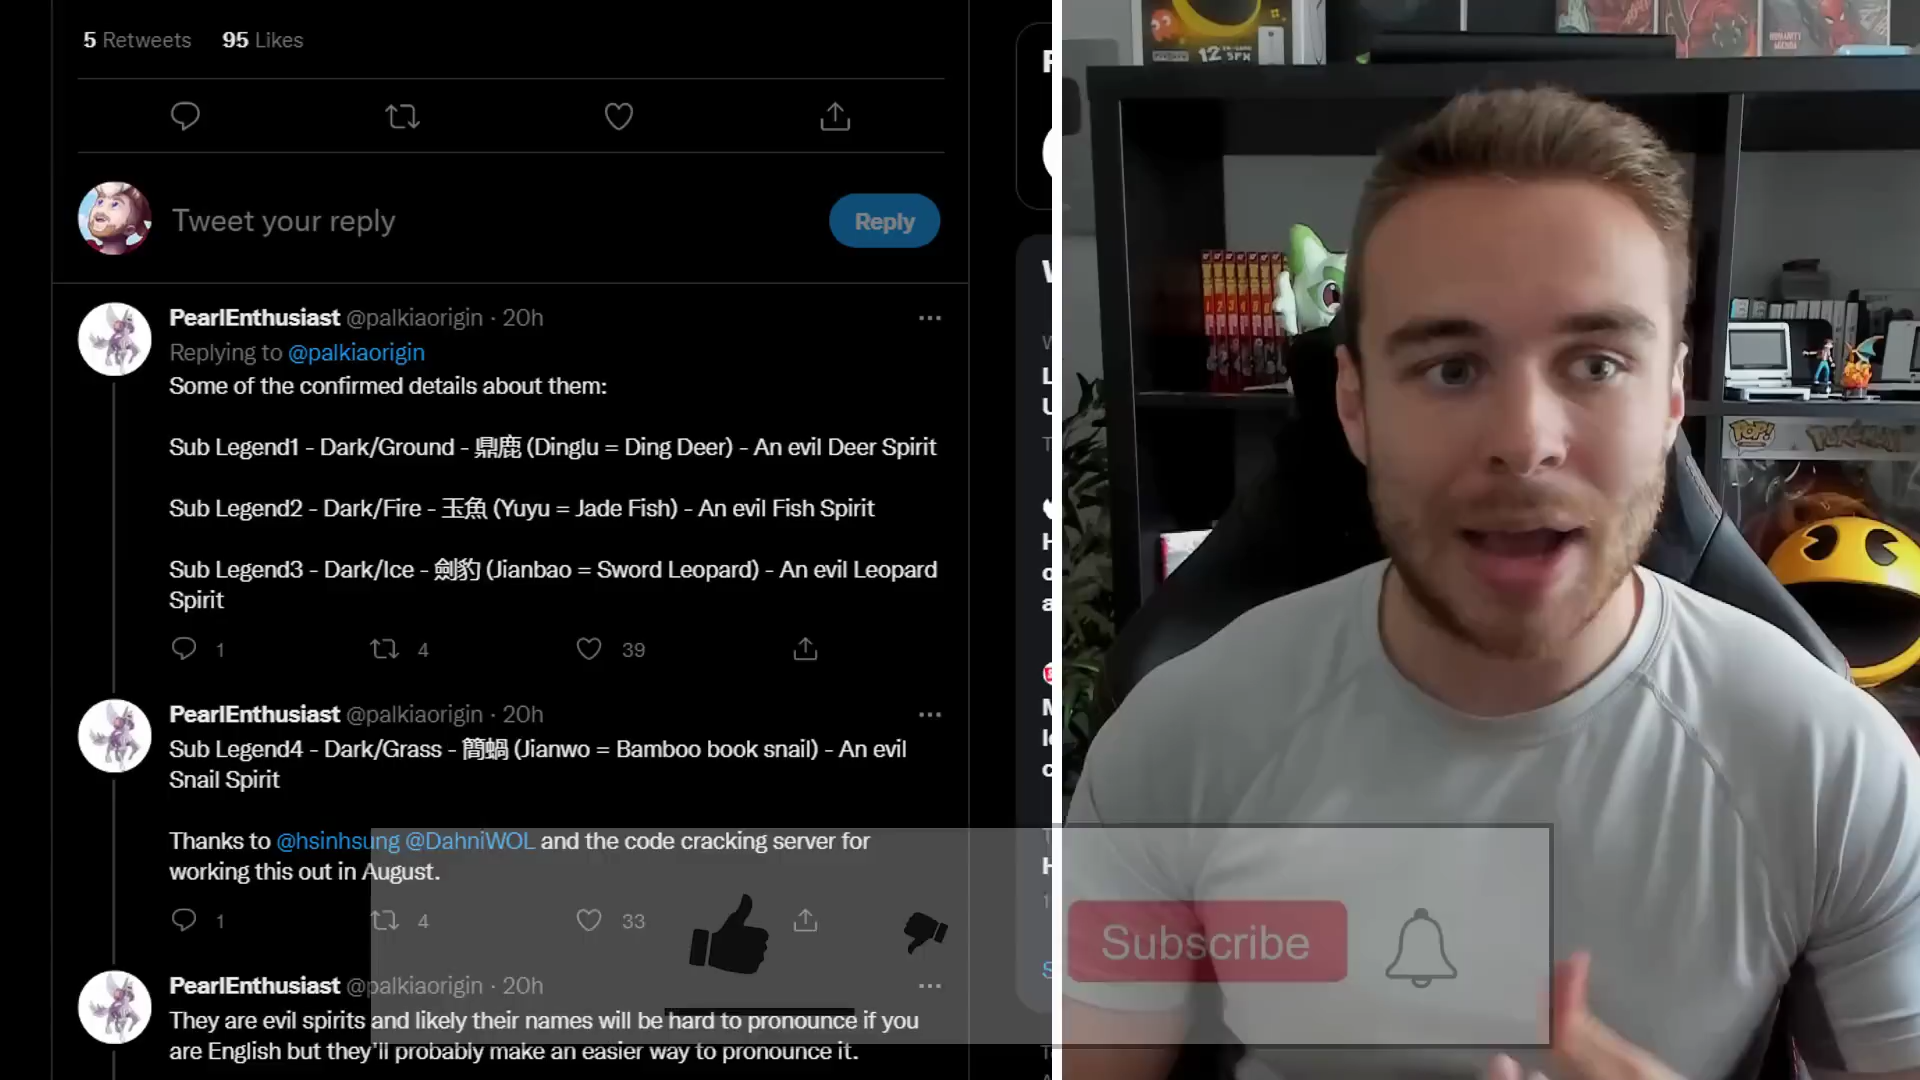 5 Retweets 95 Likes
Tweet your reply
Reply
PearlEnthusiast @palkiaorigin · 20h
Replying to @palkiaorigin
Some of the confirmed details about them:
Sub Legend1 - Dark/Ground - 鼎鹿 (Dinglu = Ding Deer) - An evil Deer Spirit
Sub Legend2 - Dark/Fire - 玉魚 (Yuyu = Jade Fish) - An evil Fish Spirit
Sub Legend3 - Dark/Ice - 劍豹 (Jianbao = Sword Leopard) - An evil Leopard
Spirit
1 4 39
PearlEnthusiast @palkiaorigin · 20h
Sub Legend4 - Dark/Grass - 簡蝸 (Jianwo = Bamboo book snail) - An evil
Snail Spirit
Thanks to @hsinhsung @DahniWOL and the code cracking server for
working this out in August.
1 4 33
PearlEnthusiast @palkiaorigin · 20h
They are evil spirits and likely their names will be hard to pronounce if you
are English but they'll probably make an easier way to pronounce it.
Subscribe
12
POP!
POKÉMON